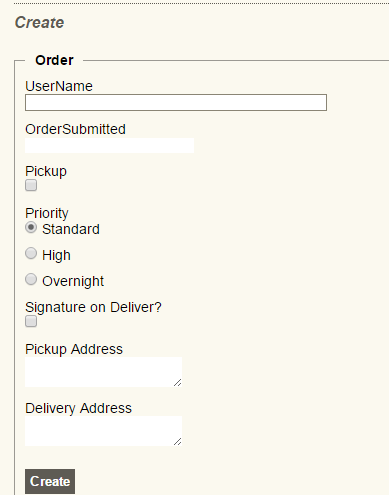 Create
Order
UserName
OrderSubmitted
Pickup
Priority
Standard
High
Overnight
Signature on Deliver?
Pickup Address
Delivery Address
Create